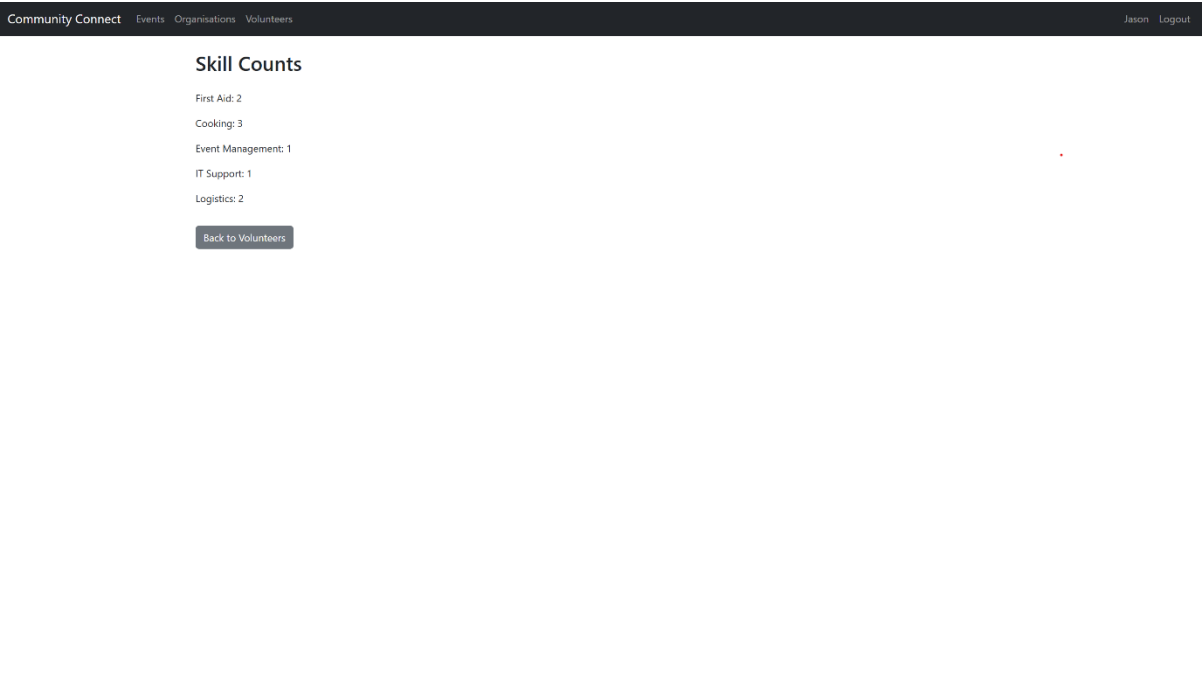 Community Connect Events Organisations Volunteers Jason Logout
Skill Counts
First Aid: 2
Cooking: 3
Event Management: 1
IT Support: 1
Logistics: 2
Back to Volunteers